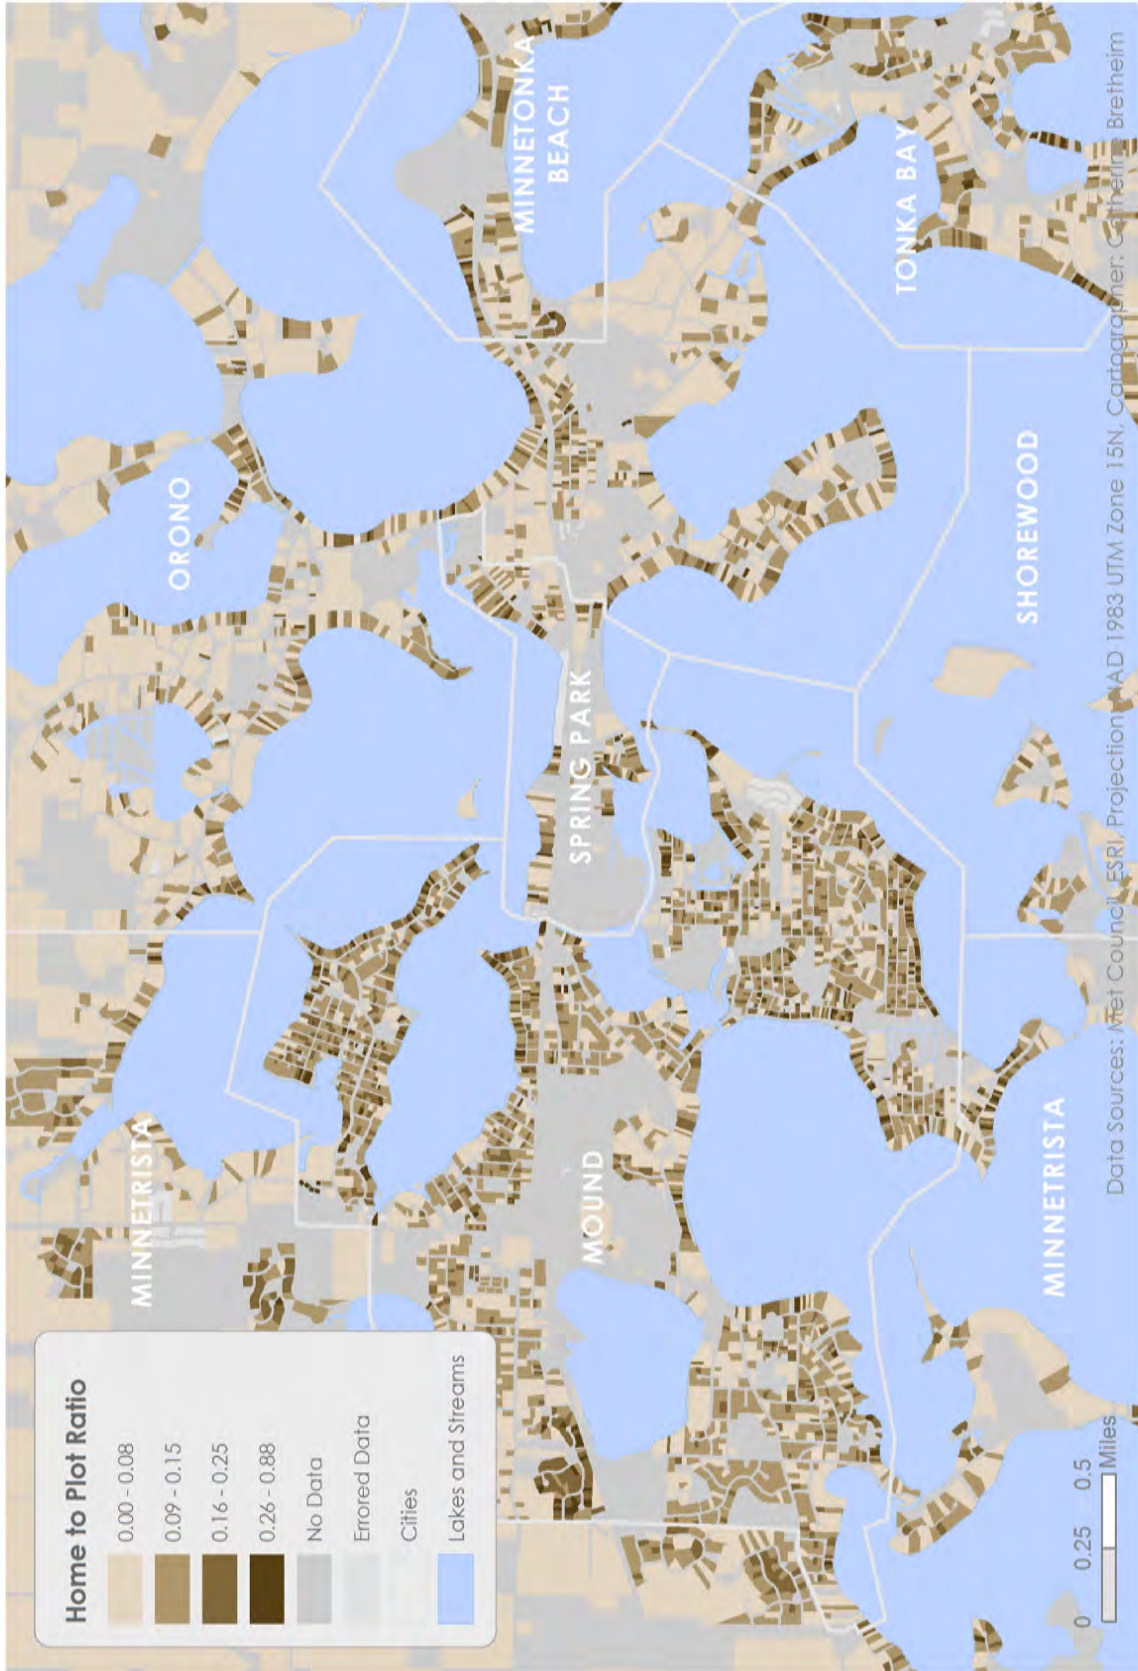 ORONO
MINNETONKA
BEACH
MINNETRISTA
SPRING PARK
MOUND
TONKA BAY
SHOREWOOD
MINNETRISTA
Home to Plot Ratio
0.00 - 0.08
0.09 - 0.15
0.16 - 0.25
0.26 - 0.88
No Data
Errored Data
Cities
Lakes and Streams
0 0.25 0.5
Miles
Data Sources: Met Council, ESRI, Projection: NAD 1983 UTM Zone 15N, Cartographer: Catherine Bretheim